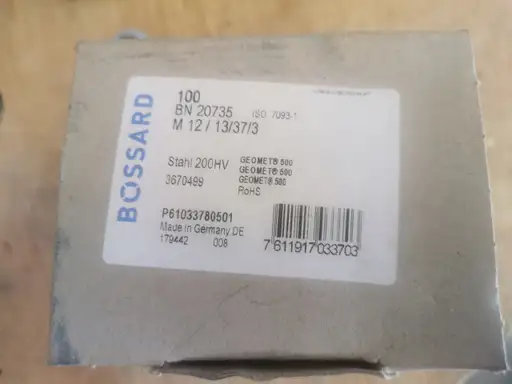 BOSSARD
100
BN 20735 ISO 7093-1
M 12 / 13/37/3
Stahl 200HV GEOMET® 500
GEOMET® 500
3670499 GEOMET® 500
RoHS
P61033780501
Made in Germany, DE
179442 008
7 611917 033703